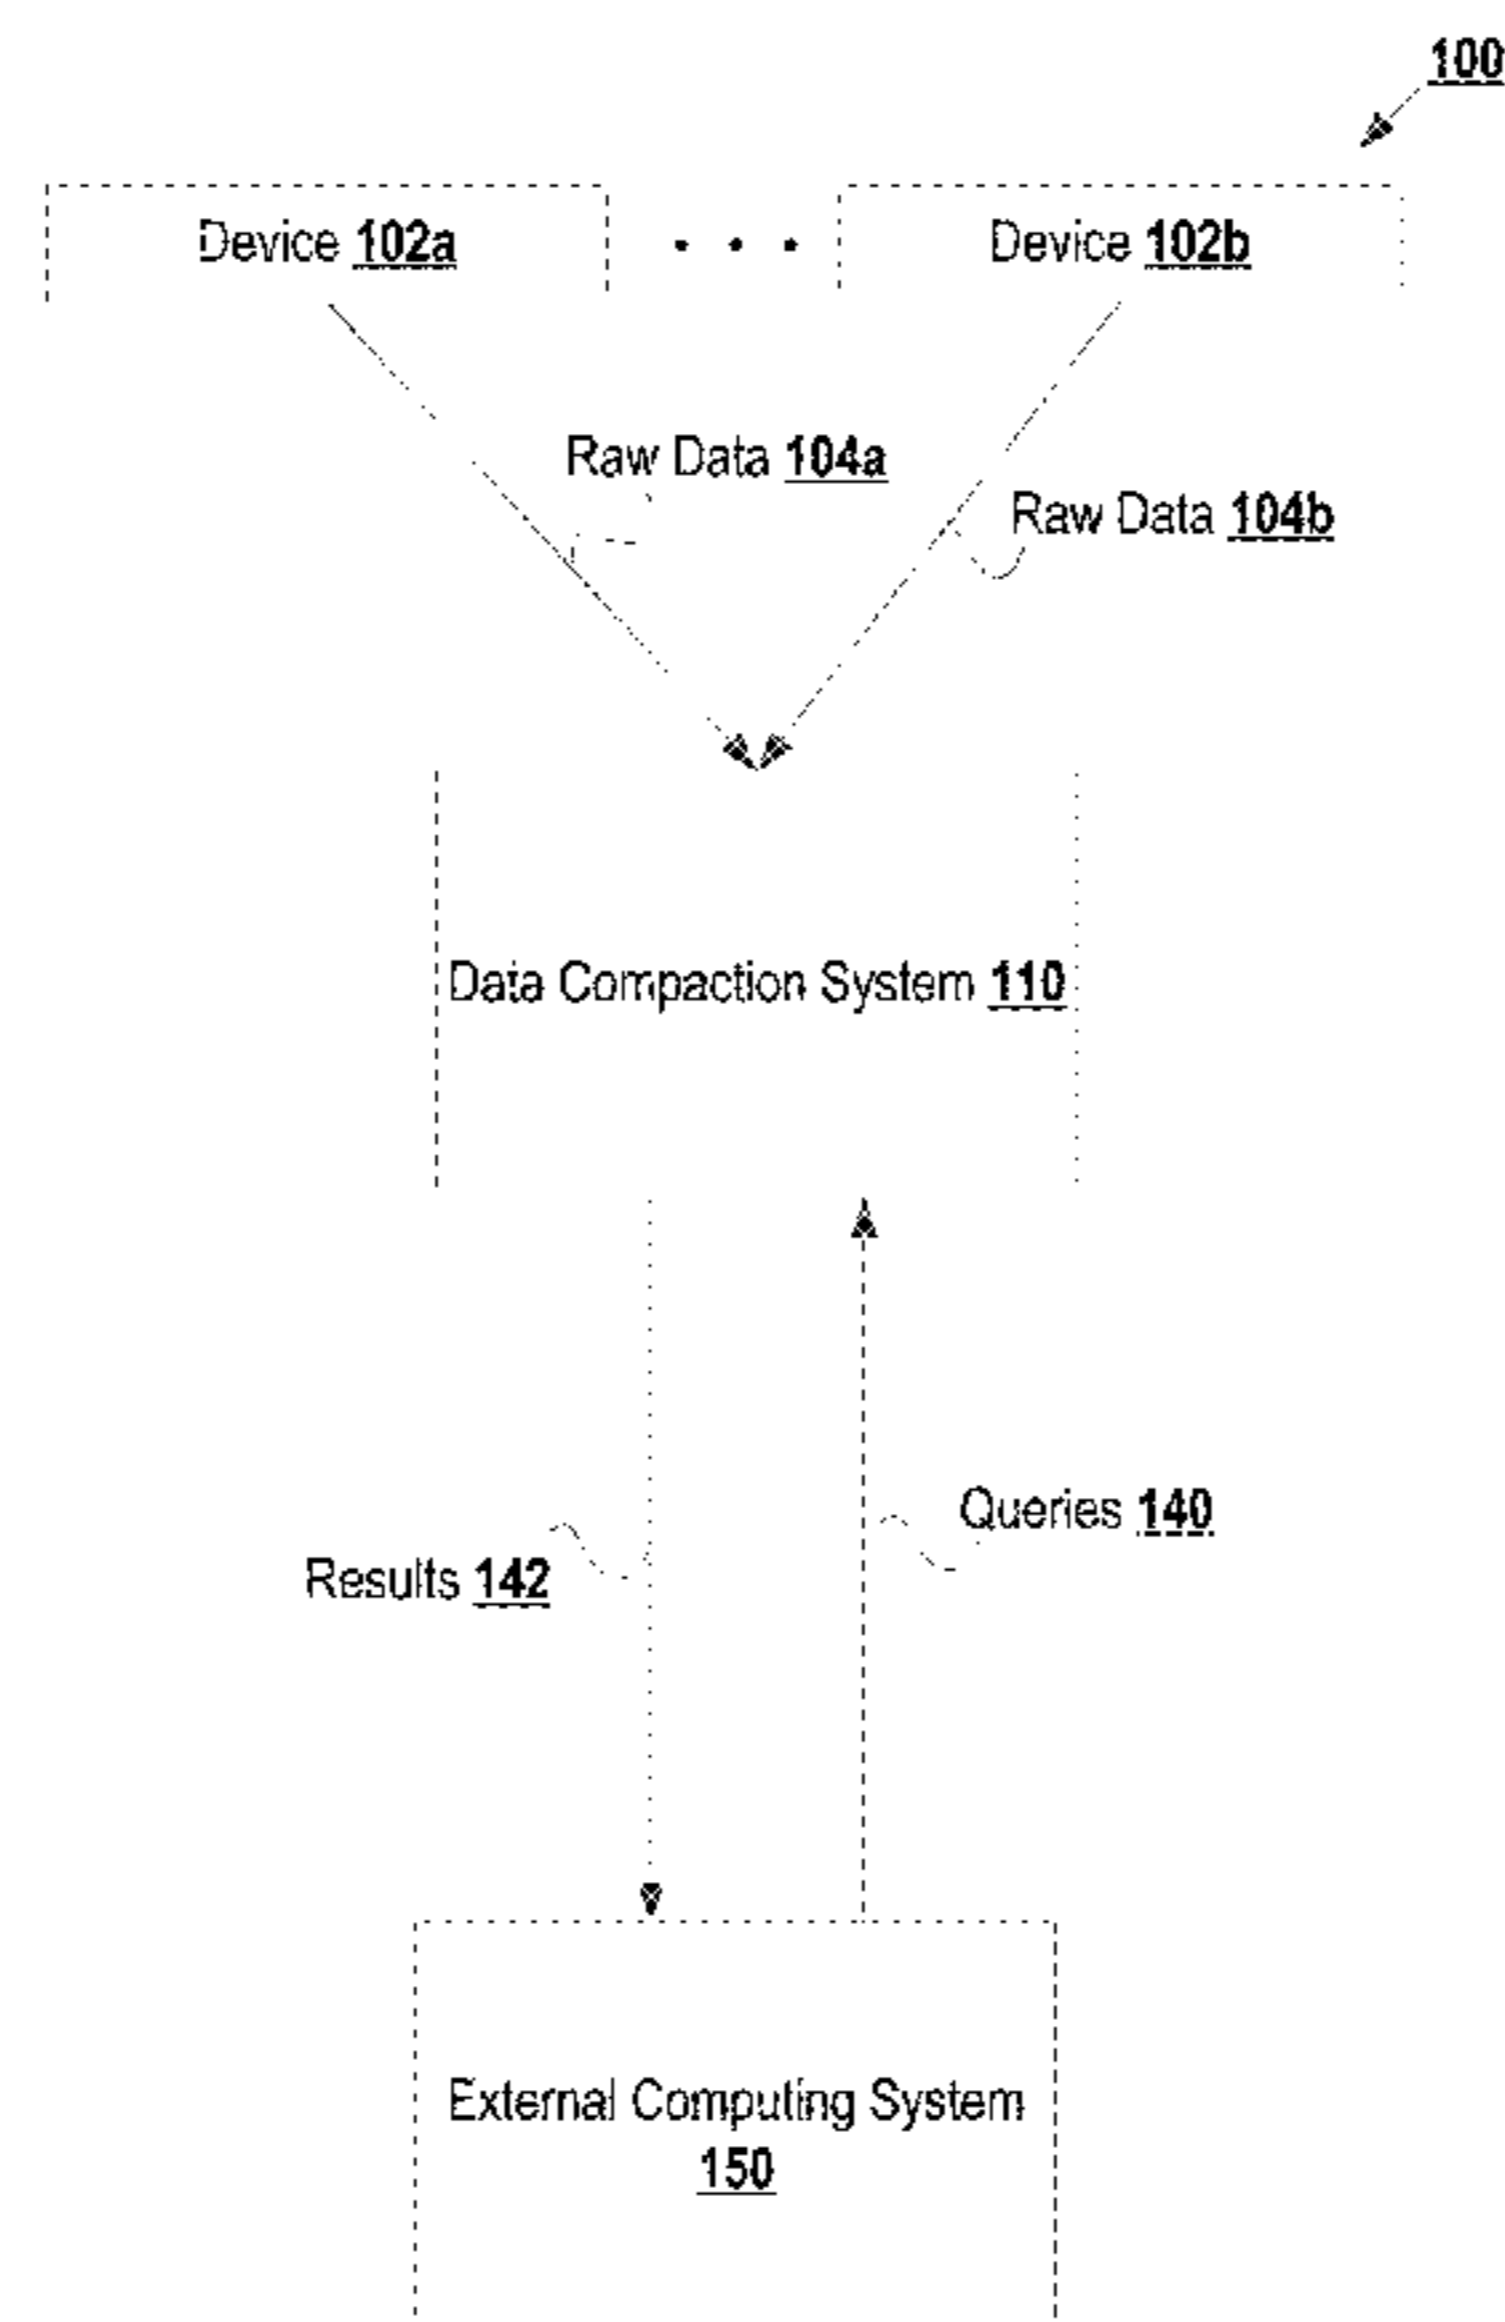 100
Device 102a
Device 102b
Raw Data 104a
Raw Data 104b
Data Compaction System 110
Queries 140
Results 142
External Computing System
150